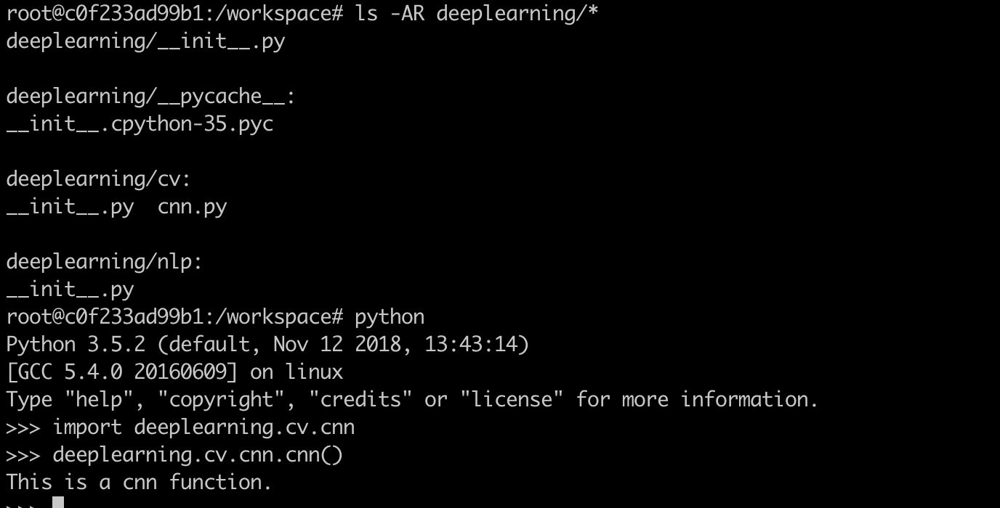 root@c0f233ad99b1:/workspace# ls -AR deeplearning/*
deeplearning/__init__.py
deeplearning/__pycache__:
__init__.cpython-35.pyc
deeplearning/cv:
__init__.py  cnn.py
deeplearning/nlp:
__init__.py
root@c0f233ad99b1:/workspace# python
Python 3.5.2 (default, Nov 12 2018, 13:43:14)
[GCC 5.4.0 20160609] on linux
Type "help", "copyright", "credits" or "license" for more information.
>>> import deeplearning.cv.cnn
>>> deeplearning.cv.cnn.cnn()
This is a cnn function.
>>>